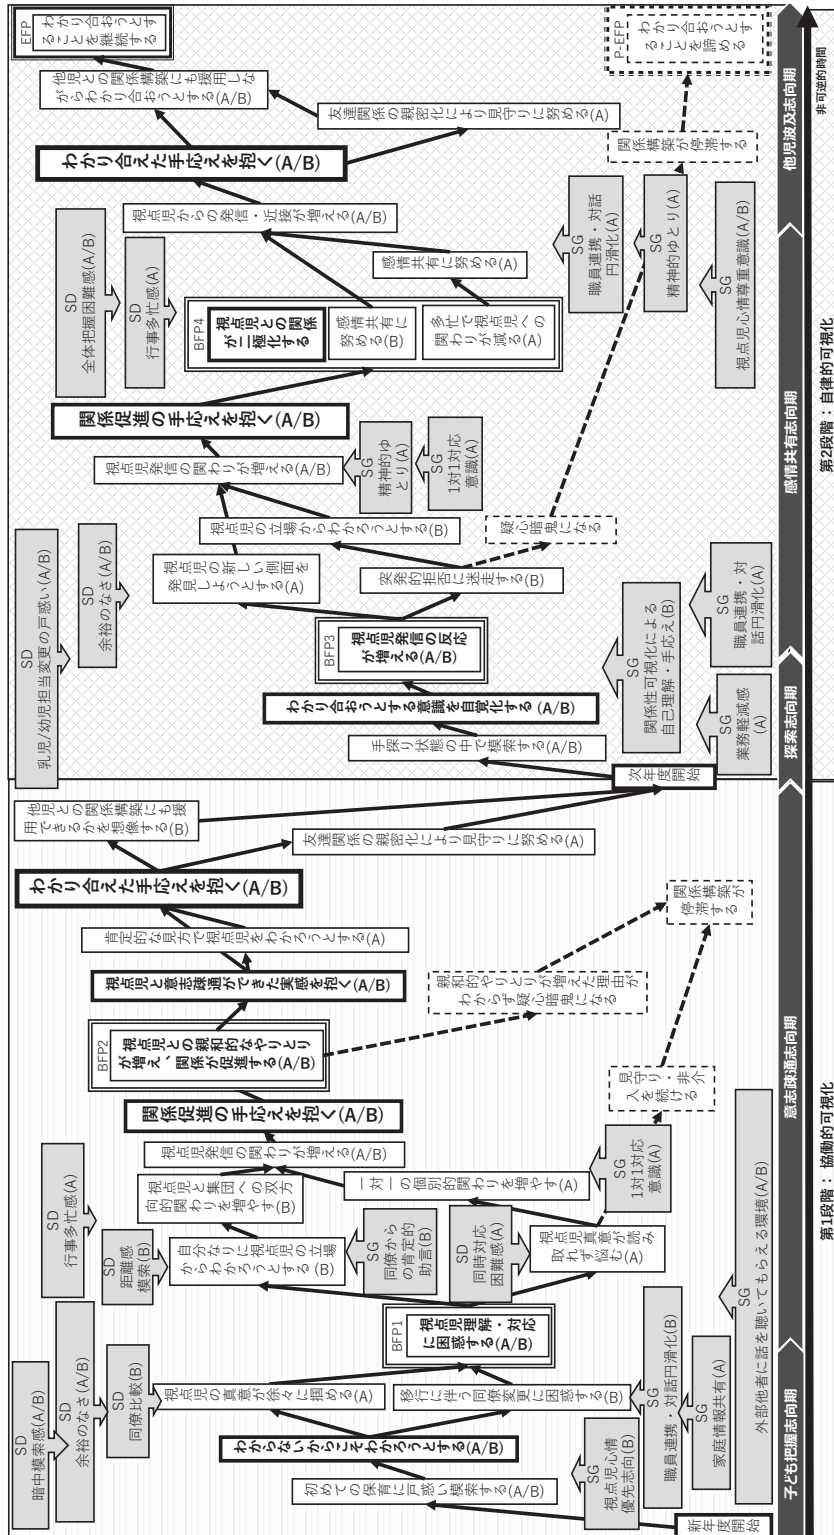 新年度開始
初めての保育に戸惑い模索する(A/B)
わからないからこそわかろうとする(A/B)
SD
暗中模索感(A/B)
SD
余裕のなさ(A/B)
SD
同僚比較(B)
視点児の真意が徐々に掴める(A)
移行に伴う同僚変更に困惑する(B)
SG
視点児心情
優先志向(B)
SG
職員連携・対話円滑化(B)
SG
家庭情報共有(A)
SG
外部他者に話を聴いてもらえる環境(A/B)
BFP1
視点児理解・対応
に困惑する(A/B)
SD
行事多忙感(A)
SD
距離感
模索(B)
自分なりに視点児の立場
からわかろうとする(B)
SG
同僚から
の肯定的
助言(B)
SD
同時対応
困難感(A)
視点児真意が読み
取れず悩む(A)
視点児と集団への双方
向的関わりを増やす(B)
一対一の個別的関わりを増やす(A)
SG
1対1対応
意識(A)
視点児発信の関わりが増える(A/B)
関係促進の手応えを抱く(A/B)
見守り・非介
入を続ける
BFP2
視点児との親和的なやりとり
が増え、関係が促進する(A/B)
視点児と意志疎通ができた実感を抱く(A/B)
親和的やりとりが増えた理由が
わからず疑心暗鬼になる
肯定的な見方で視点児をわかろうとする(A)
関係構築が
停滞する
わかり合えた手応えを抱く(A/B)
他児との関係構築にも援
用できるかを想像する(B)
友達関係の親密化により見守りに努める(A)
次年度開始
手探り状態の中で模索する(A/B)
わかり合おうとする意識を自覚化する(A/B)
SD
乳児/幼児担当変更の戸惑い(A/B)
SD
余裕のなさ(A/B)
BFP3
視点児発信の反応
が増える(A/B)
SG
関係性可視化による
自己理解・手応え(B)
SG
業務軽減感
(A)
SG
職員連携・対
話円滑化(A)
視点児の新しい側面を
発見しようとする(A)
突発的拒否に迷走する(B)
視点児の立場からわかろうとする(B)
疑心暗鬼になる
視点児発信の関わりが増える(A/B)
SG
精神的ゆ
とり(A)
SG
1対1対応
意識(A)
関係促進の手応えを抱く(A/B)
SD
全体把握困難感(A/B)
SD
行事多忙感(A)
BFP4
視点児との関係
が二極化する
感情共有に
努める(B)
多忙で視点児への
関わりが減る(A)
感情共有に努める(A)
視点児からの発信・近接が増える(A/B)
SG
職員連携・対話
円滑化(A)
SG
精神的ゆとり(A)
SG
視点児心情尊重意識(A/B)
わかり合えた手応えを抱く(A/B)
他児との関係構築にも援用しな
がらわかり合おうとする(A/B)
友達関係の親密化により見守りに努める(A)
関係構築が停滞する
EFP
わかり合おうとす
ることを継続する
P-EFP
わかり合おうとす
ることを諦める
子ども把握志向期
意志疎通志向期
探索志向期
感情共有志向期
他児波及志向期
非可逆的時間
第1段階：協働的可視化
第2段階：自律的可視化